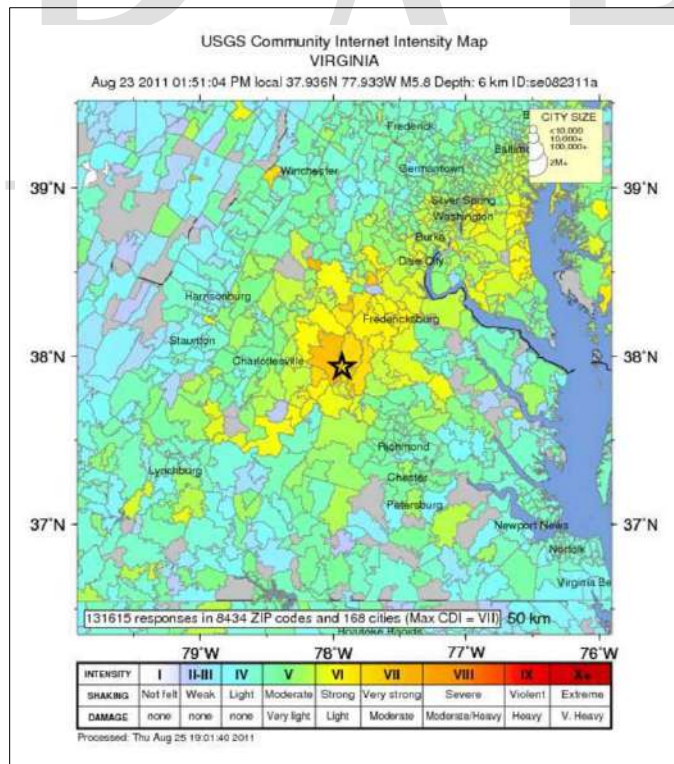 USGS Community Internet Intensity Map
VIRGINIA
Aug 23 2011 01:51:04 PM local 37.936N 77.933W M5.8 Depth: 6 km ID:se082311a
CITY SIZE
<10,000
10,000+
100,000+
2M+
Frederick
Winchester
Germantown
39°N
39°N
Silver Spring
Washington
Burke
Dale City
Harrisonburg
Fredericksburg
Staunton
38°N
38°N
Charlottesville
Richmond
Lynchburg
Chester
Petersburg
37°N
37°N
Newport News
Norfolk
Virginia Be
131615 responses in 8434 ZIP codes and 168 cities (Max CDI = VII)
50 km
Roanoke Rapids
79°W 78°W 77°W 76°W
INTENSITY I II-III IV V VI VII VIII IX X+
SHAKING Not felt Weak Light Moderate Strong Very strong Severe Violent Extreme
DAMAGE none none none Very light Light Moderate Moderate/Heavy Heavy V. Heavy
Processed: Thu Aug 25 19:01:40 2011